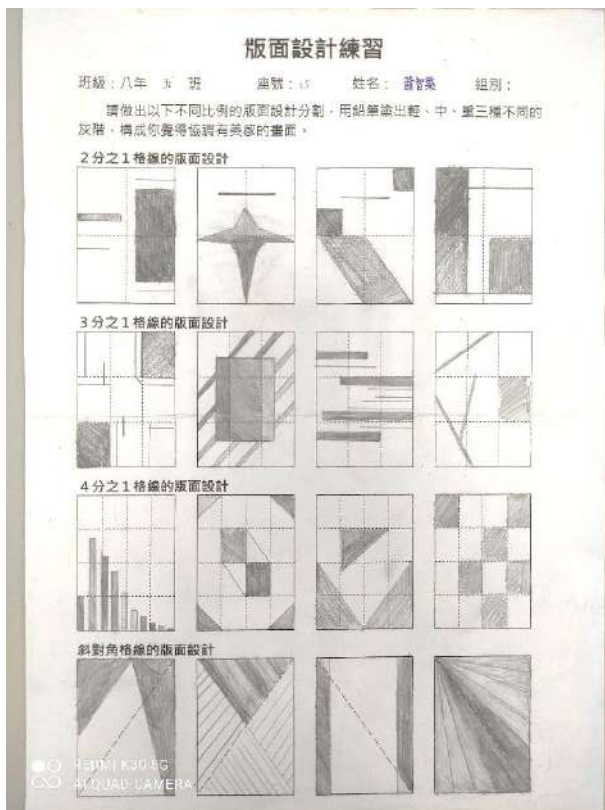 版面設計練習
班級：八年 五 班 座號：15 姓名： 組別：
請做出以下不同比例的版面設計分割，用鉛筆塗出輕、中、重三種不同的
灰階，構成你覺得協調有美感的畫面。
2分之1格線的版面設計
3分之1格線的版面設計
4分之1格線的版面設計
斜對角格線的版面設計
REDMI K30 5G
AI QUAD CAMERA